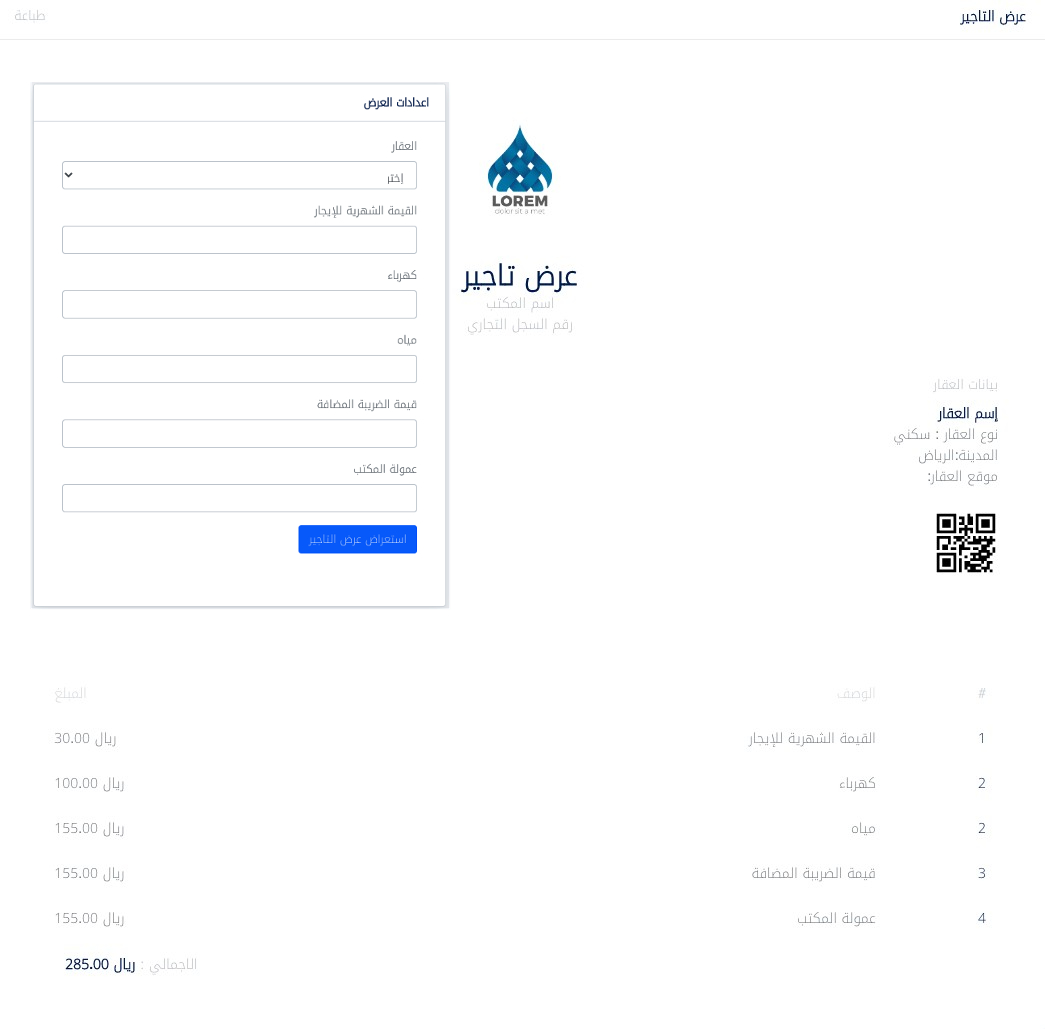 عرض التاجير
طباعة
اعدادات العرض
العقار
إختر
القيمة الشهرية للإيجار
كهرباء
مياه
قيمة الضريبة المضافة
عمولة المكتب
استعراض عرض التاجير
LOREM
dolor sit a met
عرض تاجير
اسم المكتب
رقم السجل التجاري
بيانات العقار
إسم العقار
نوع العقار : سكني
المدينة:الرياض
موقع العقار:
# الوصف المبلغ
1 القيمة الشهرية للإيجار ريال 30.00
2 كهرباء ريال 100.00
2 مياه ريال 155.00
3 قيمة الضريبة المضافة ريال 155.00
4 عمولة المكتب ريال 155.00
الاجمالي : ريال 285.00